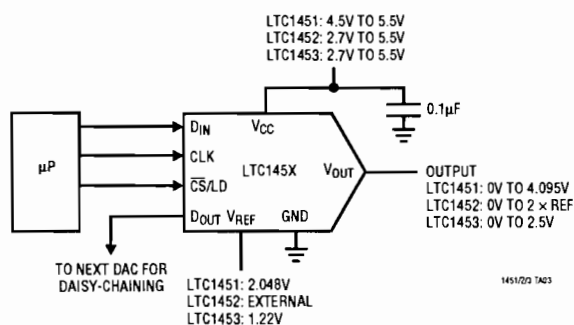 LTC1451: 4.5V TO 5.5V
LTC1452: 2.7V TO 5.5V
LTC1453: 2.7V TO 5.5V
0.1µF
µP
DIN
VCC
CLK
LTC145X
VOUT
CS/LD
DOUT VREF
GND
OUTPUT
LTC1451: 0V TO 4.095V
LTC1452: 0V TO 2 × REF
LTC1453: 0V TO 2.5V
TO NEXT DAC FOR
DAISY-CHAINING
LTC1451: 2.048V
LTC1452: EXTERNAL
LTC1453: 1.22V
1451/2/3 TA03